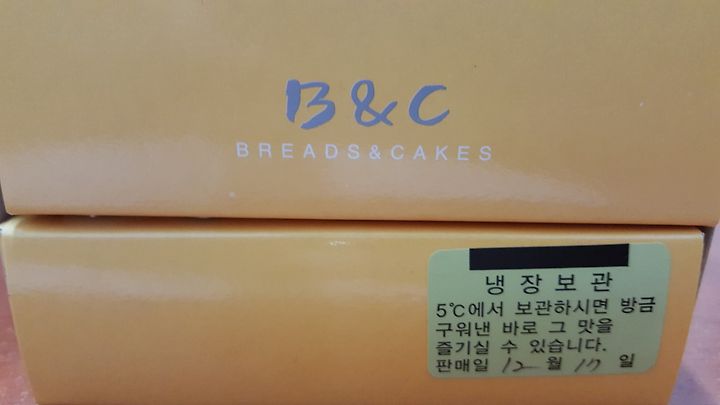 B & C
BREADS&CAKES
냉장보관
5℃에서 보관하시면 방금
구워낸 바로 그 맛을
즐기실 수 있습니다.
판매일 12 월 17 일